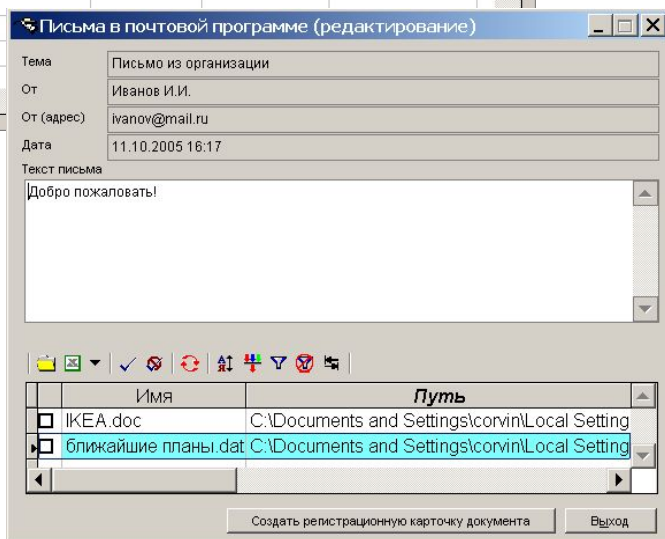 Письма в почтовой программе (редактирование)
Тема Письмо из организации
От Иванов И.И.
От (адрес) ivanov@mail.ru
Дата 11.10.2005 16:17
Текст письма
Добро пожаловать!
Имя Путь
IKEA.doc C:\Documents and Settings\corvin\Local Setting
ближайшие планы.dat C:\Documents and Settings\corvin\Local Setting
Создать регистрационную карточку документа Выход